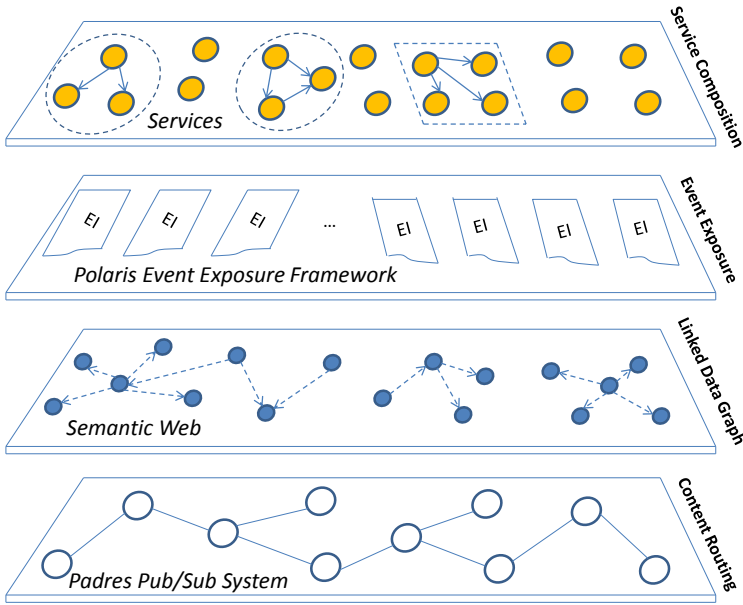 Services
Service Composition
EI EI EI ... EI EI EI EI
Polaris Event Exposure Framework
Event Exposure
Semantic Web
Linked Data Graph
Padres Pub/Sub System
Content Routing